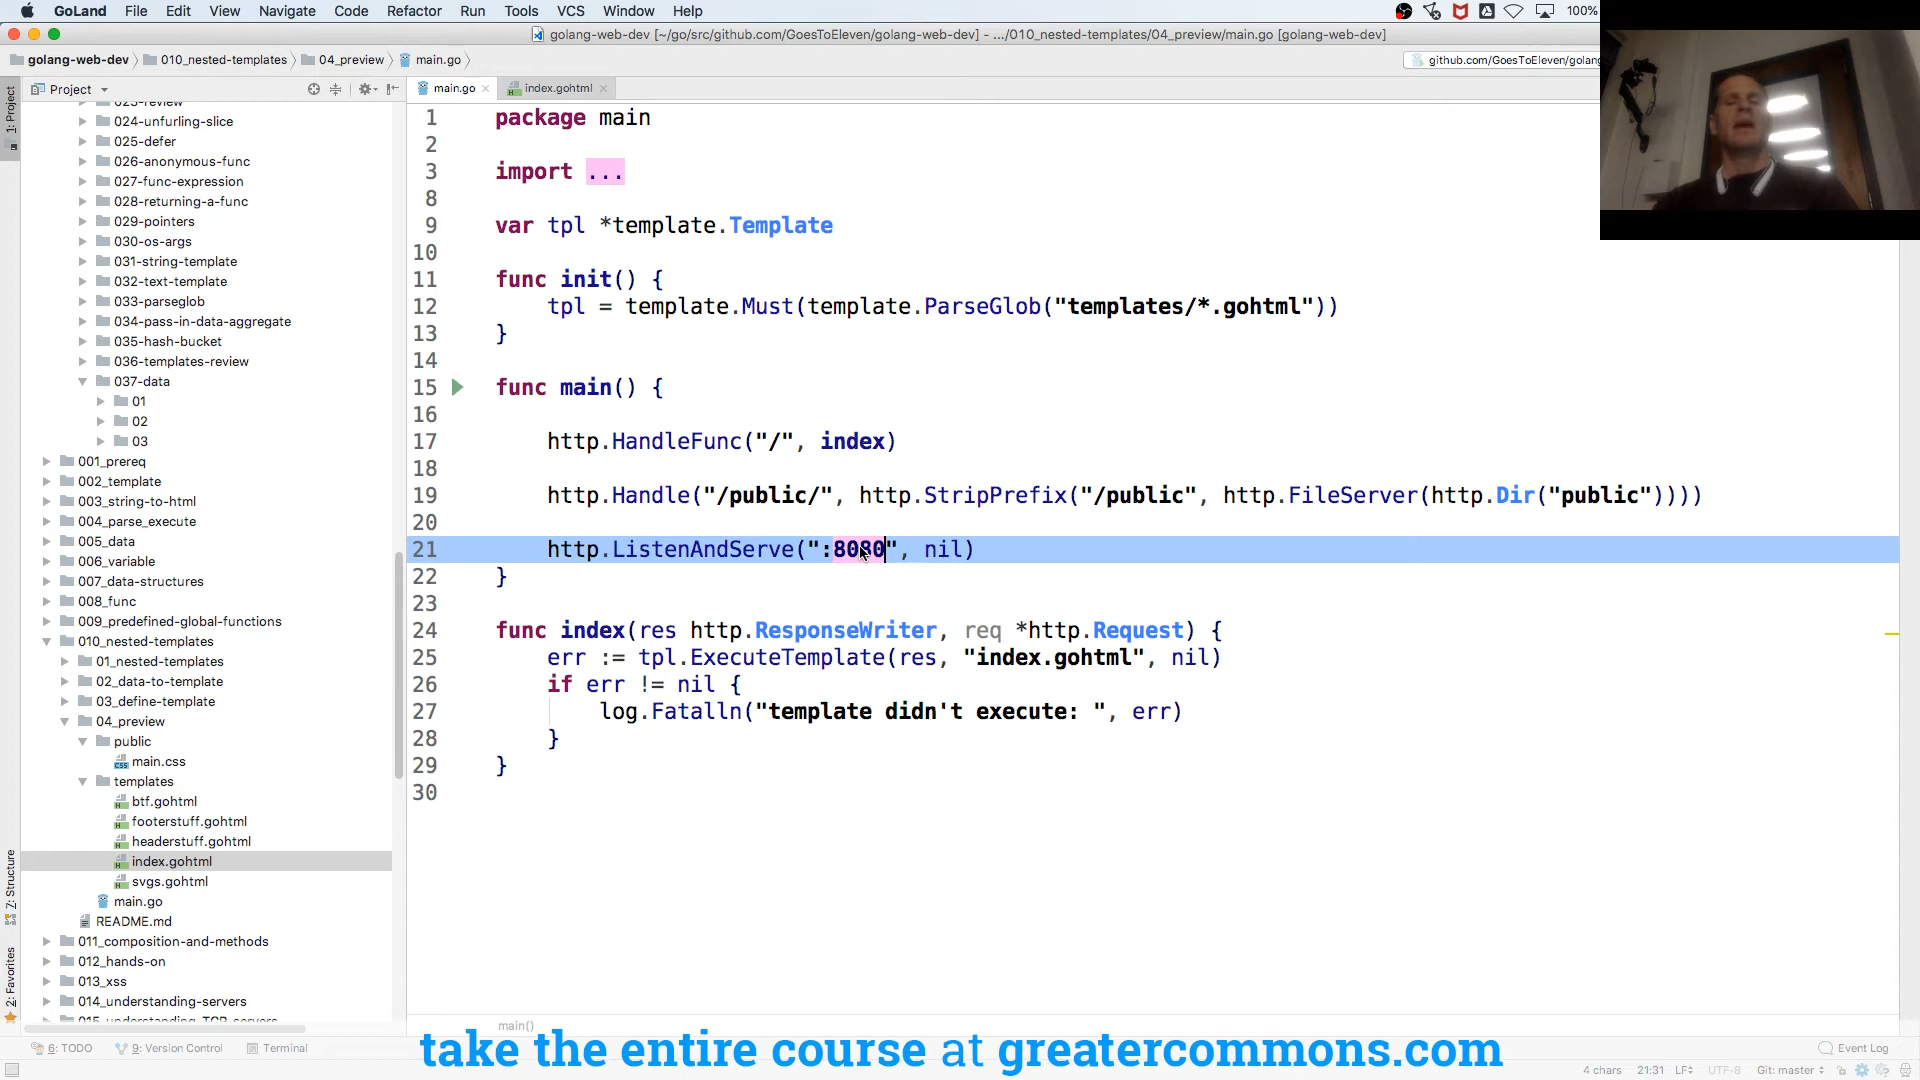 GoLand File Edit View Navigate Code Refactor Run Tools VCS Window Help 100%
golang-web-dev [~/go/src/github.com/GoesToEleven/golang-web-dev] - .../010_nested-templates/04_preview/main.go [golang-web-dev]
golang-web-dev 010_nested-templates 04_preview main.go github.com/GoesToEleven/golang
Project
main.go index.gohtml
1: Project
024-unfurling-slice
025-defer
026-anonymous-func
027-func-expression
028-returning-a-func
029-pointers
030-os-args
031-string-template
032-text-template
033-parseglob
034-pass-in-data-aggregate
035-hash-bucket
036-templates-review
037-data
01
02
03
001_prereq
002_template
003_string-to-html
004_parse_execute
005_data
006_variable
007_data-structures
008_func
009_predefined-global-functions
010_nested-templates
01_nested-templates
02_data-to-template
03_define-template
04_preview
public
main.css
templates
btf.gohtml
footerstuff.gohtml
headerstuff.gohtml
index.gohtml
svgs.gohtml
main.go
README.md
011_composition-and-methods
012_hands-on
013_xss
014_understanding-servers
7: Structure
2: Favorites
1 package main
2
3 import ...
8
9 var tpl *template.Template
10
11 func init() {
12 tpl = template.Must(template.ParseGlob("templates/*.gohtml"))
13 }
14
15 func main() {
16
17 http.HandleFunc("/", index)
18
19 http.Handle("/public/", http.StripPrefix("/public", http.FileServer(http.Dir("public"))))
20
21 http.ListenAndServe(":8080", nil)
22 }
23
24 func index(res http.ResponseWriter, req *http.Request) {
25 err := tpl.ExecuteTemplate(res, "index.gohtml", nil)
26 if err != nil {
27 log.Fatalln("template didn't execute: ", err)
28 }
29 }
30
main()
take the entire course at greatercommons.com
6: TODO 9: Version Control Terminal Event Log
4 chars 21:31 LF UTF-8 Git: master